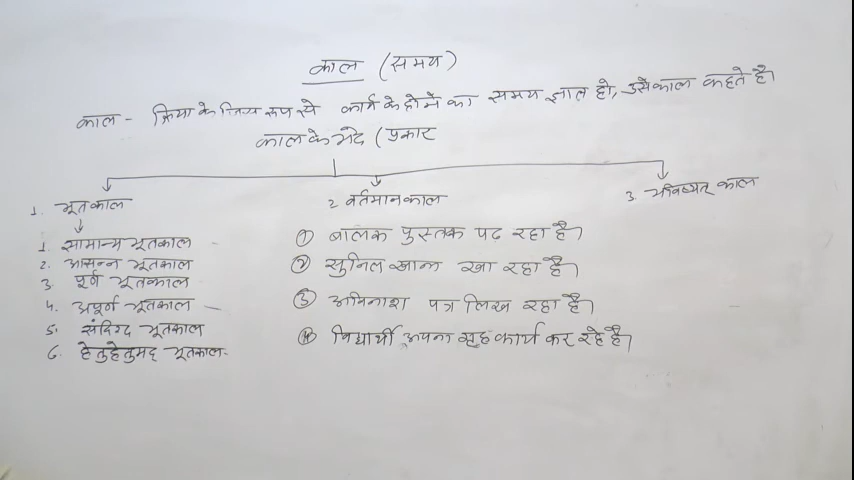 काल (समय)
काल - क्रिया के जिस रूप से कार्य के होने का समय ज्ञात हो, उसे काल कहते है।
काल के भेद (प्रकार
1. भूतकाल
2 वर्तमानकाल
3. भविष्यत् काल
1. सामान्य भूतकाल
2. आसन्न भूतकाल
3. पूर्ण भूतकाल
4. अपूर्ण भूतकाल
5. संदिग्ध भूतकाल
6. हेतुहेतुमद् भूतकाल
① बालक पुस्तक पढ़ रहा है।
② सुनिल खाना खा रहा है।
③ अविनाश पत्र लिख रहा है।
④ विद्यार्थी अपना गृहकार्य कर रहे है।